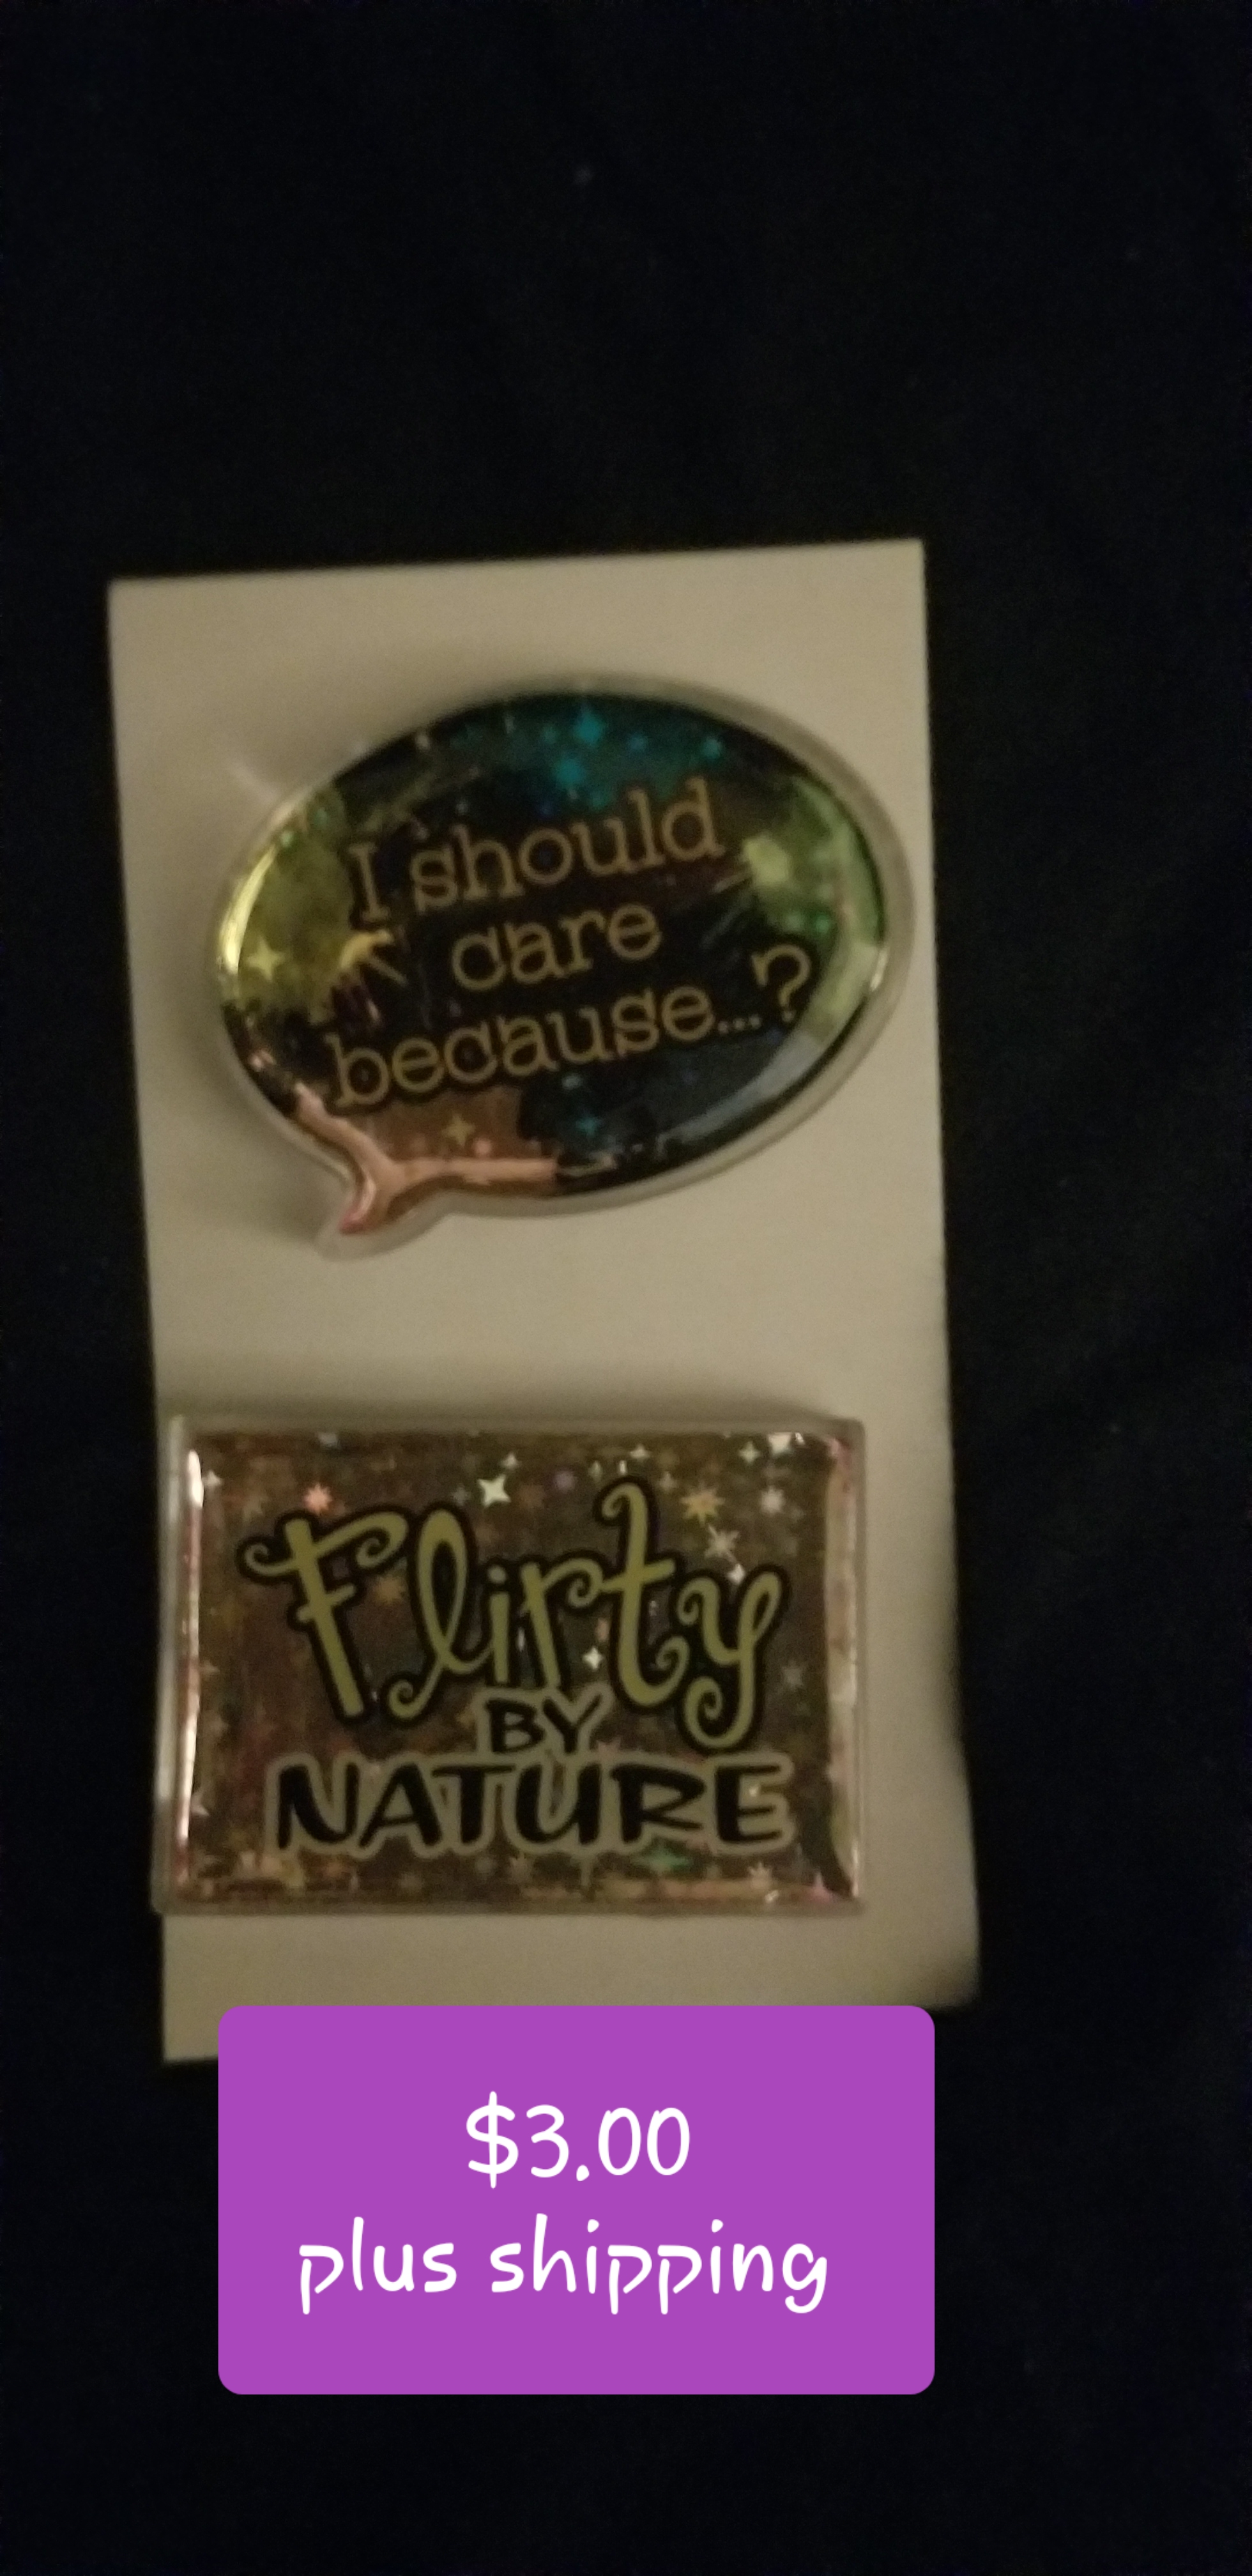 I should
care
because...?
Flirty
BY
NATURE
$3.00
plus shipping